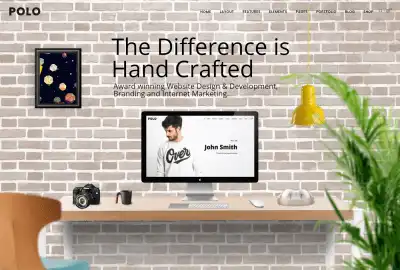 POLO
HOME LAYOUT FEATURES ELEMENTS PAGES PORTFOLIO BLOG SHOP
The Difference is
Hand Crafted
Award winning Website Design & Development,
Branding and Internet Marketing.
POLO
John Smith
Over